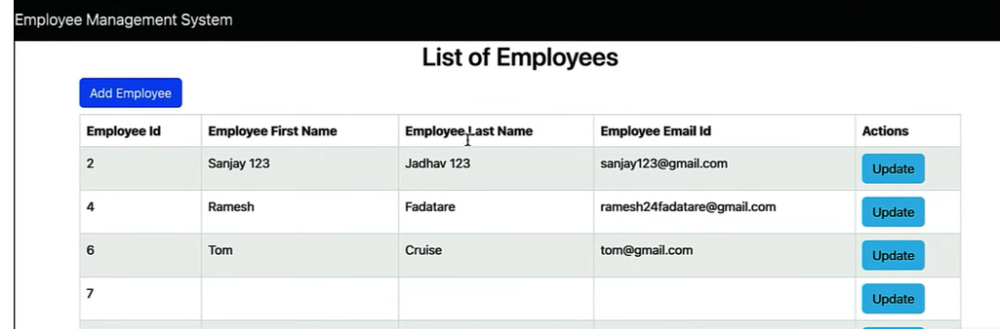 Employee Management System
List of Employees
Add Employee
Employee Id Employee First Name Employee Last Name Employee Email Id Actions
2 Sanjay 123 Jadhav 123 sanjay123@gmail.com Update
4 Ramesh Fadatare ramesh24fadatare@gmail.com Update
6 Tom Cruise tom@gmail.com Update
7 Update